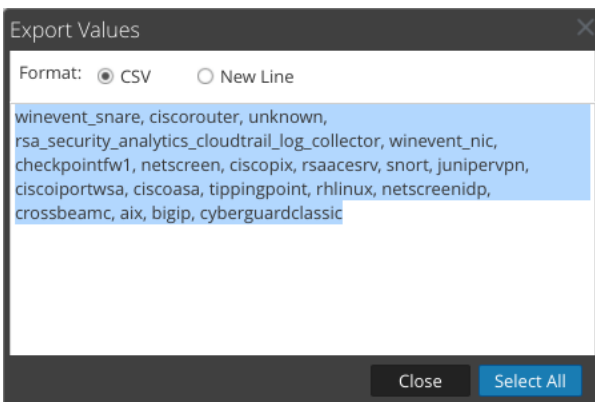 Export Values
Format: CSV New Line
winevent_snare, ciscorouter, unknown,
rsa_security_analytics_cloudtrail_log_collector, winevent_nic,
checkpointfw1, netscreen, ciscopix, rsaacesrv, snort, junipervpn,
ciscoiportwsa, ciscoasa, tippingpoint, rhlinux, netscreenidp,
crossbeamc, aix, bigip, cyberguardclassic
Close Select All